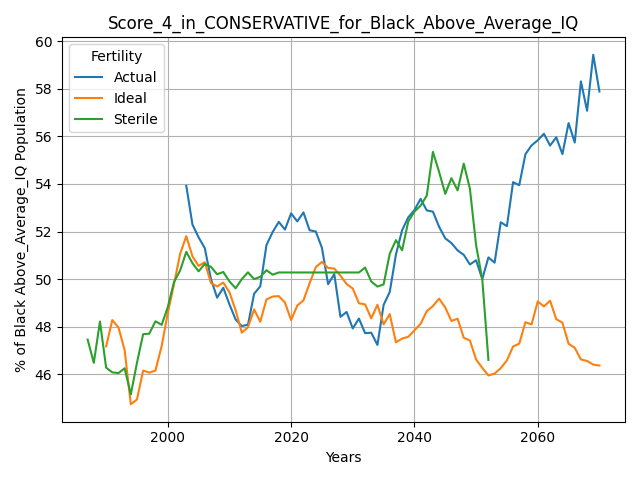 Score_4_in_CONSERVATIVE_for_Black_Above_Average_IQ
Fertility
Actual
Ideal
Sterile
% of Black Above_Average_IQ Population
60
58
56
54
52
50
48
46
2000
2020
2040
2060
Years